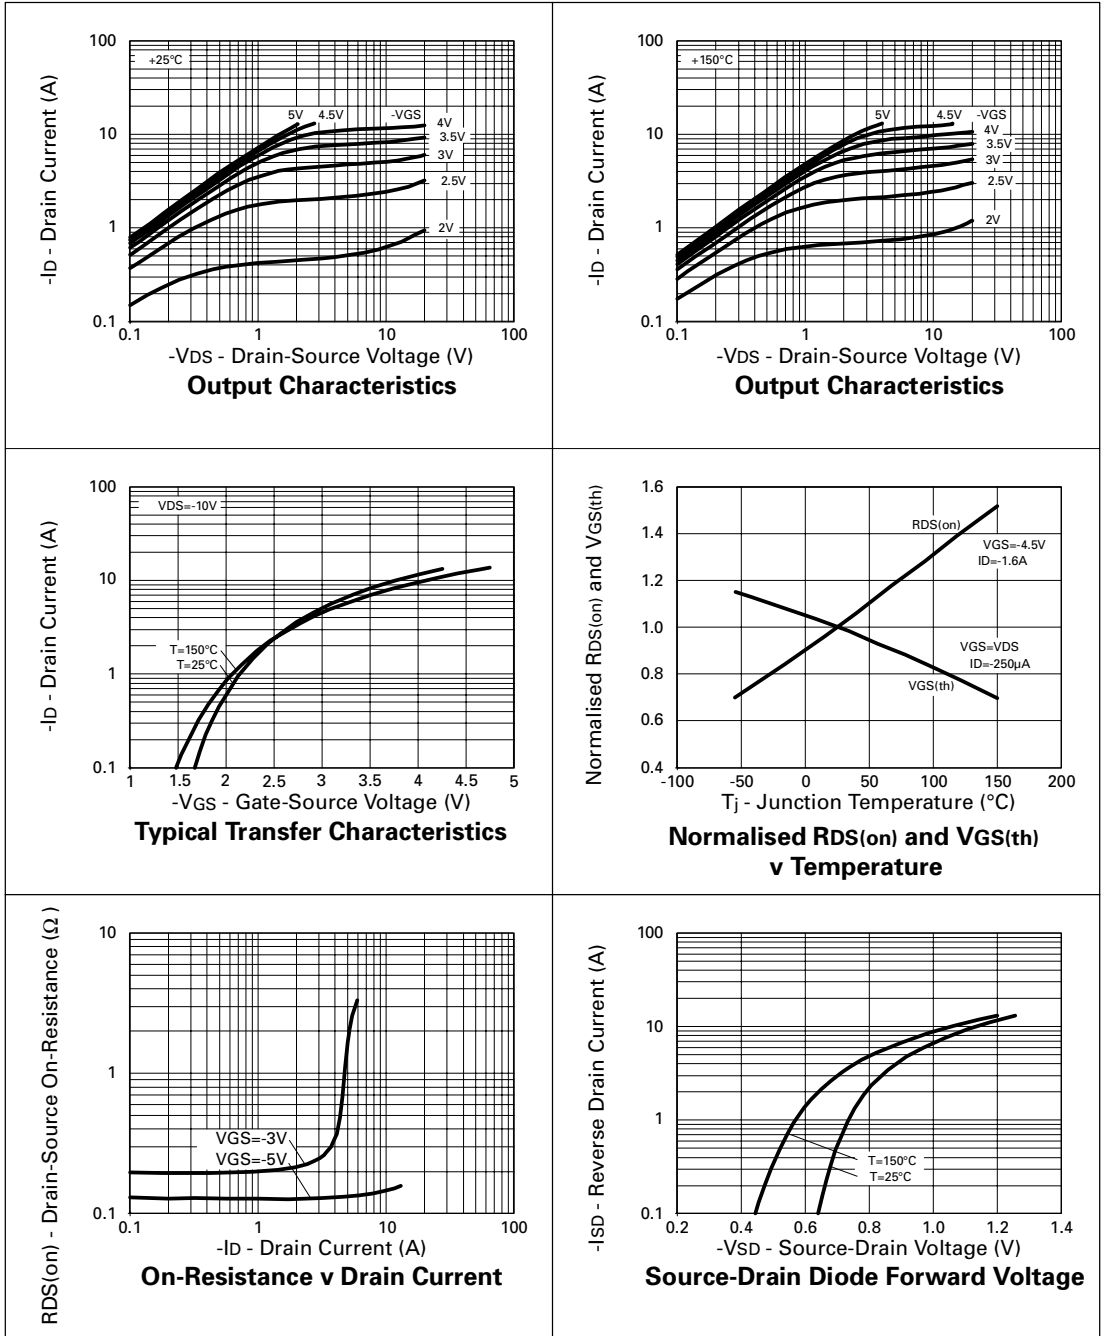 100
+25°C
10
1
0.1
-ID - Drain Current (A)
5V 4.5V -VGS
4V
3.5V
3V
2.5V
2V
0.1 1 10 100
-VDS - Drain-Source Voltage (V)
Output Characteristics
100
+150°C
10
1
0.1
-ID - Drain Current (A)
5V 4.5V -VGS
4V
3.5V
3V
2.5V
2V
0.1 1 10 100
-VDS - Drain-Source Voltage (V)
Output Characteristics
100
VDS=-10V
10
1
0.1
-ID - Drain Current (A)
T=150°C
T=25°C
1 1.5 2 2.5 3 3.5 4 4.5 5
-VGS - Gate-Source Voltage (V)
Typical Transfer Characteristics
1.6
1.4
1.2
1.0
0.8
0.6
0.4
Normalised RDS(on) and VGS(th)
RDS(on)
VGS=-4.5V
ID=-1.6A
VGS=VDS
ID=-250µA
VGS(th)
-100 -50 0 50 100 150 200
Tj - Junction Temperature (°C)
Normalised RDS(on) and VGS(th)
v Temperature
10
1
0.1
RDS(on) - Drain-Source On-Resistance (Ω)
VGS=-3V
VGS=-5V
0.1 1 10 100
-ID - Drain Current (A)
On-Resistance v Drain Current
100
10
1
0.1
-ISD - Reverse Drain Current (A)
T=150°C
T=25°C
0.2 0.4 0.6 0.8 1.0 1.2 1.4
-VSD - Source-Drain Voltage (V)
Source-Drain Diode Forward Voltage